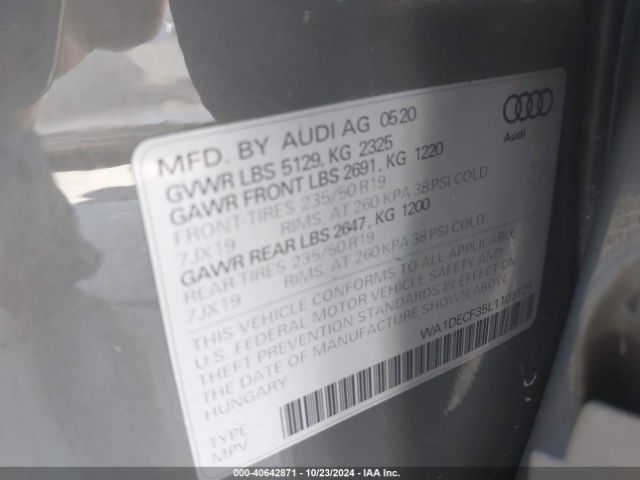 MFD. BY AUDI AG 05 20
GVWR LBS 5129, KG 2325
GAWR FRONT LBS 2691, KG 1220
FRONT-TIRES 235/50 R19
7JX19 RIMS, AT 260 KPA 38 PSI COLD
GAWR REAR LBS 2647, KG 1200
REAR-TIRES 235/50 R19
7JX19 RIMS, AT 260 KPA 38 PSI COLD
THIS VEHICLE CONFORMS TO ALL APPLICABLE
U.S. FEDERAL MOTOR VEHICLE SAFETY AND
THEFT PREVENTION STANDARDS IN EFFECT ON
THE DATE OF MANUFACTURE SHOWN ABOVE.
HUNGARY
TYPE --
MPV
Audi
000-40642871 - 10/23/2024 - IAA Inc.